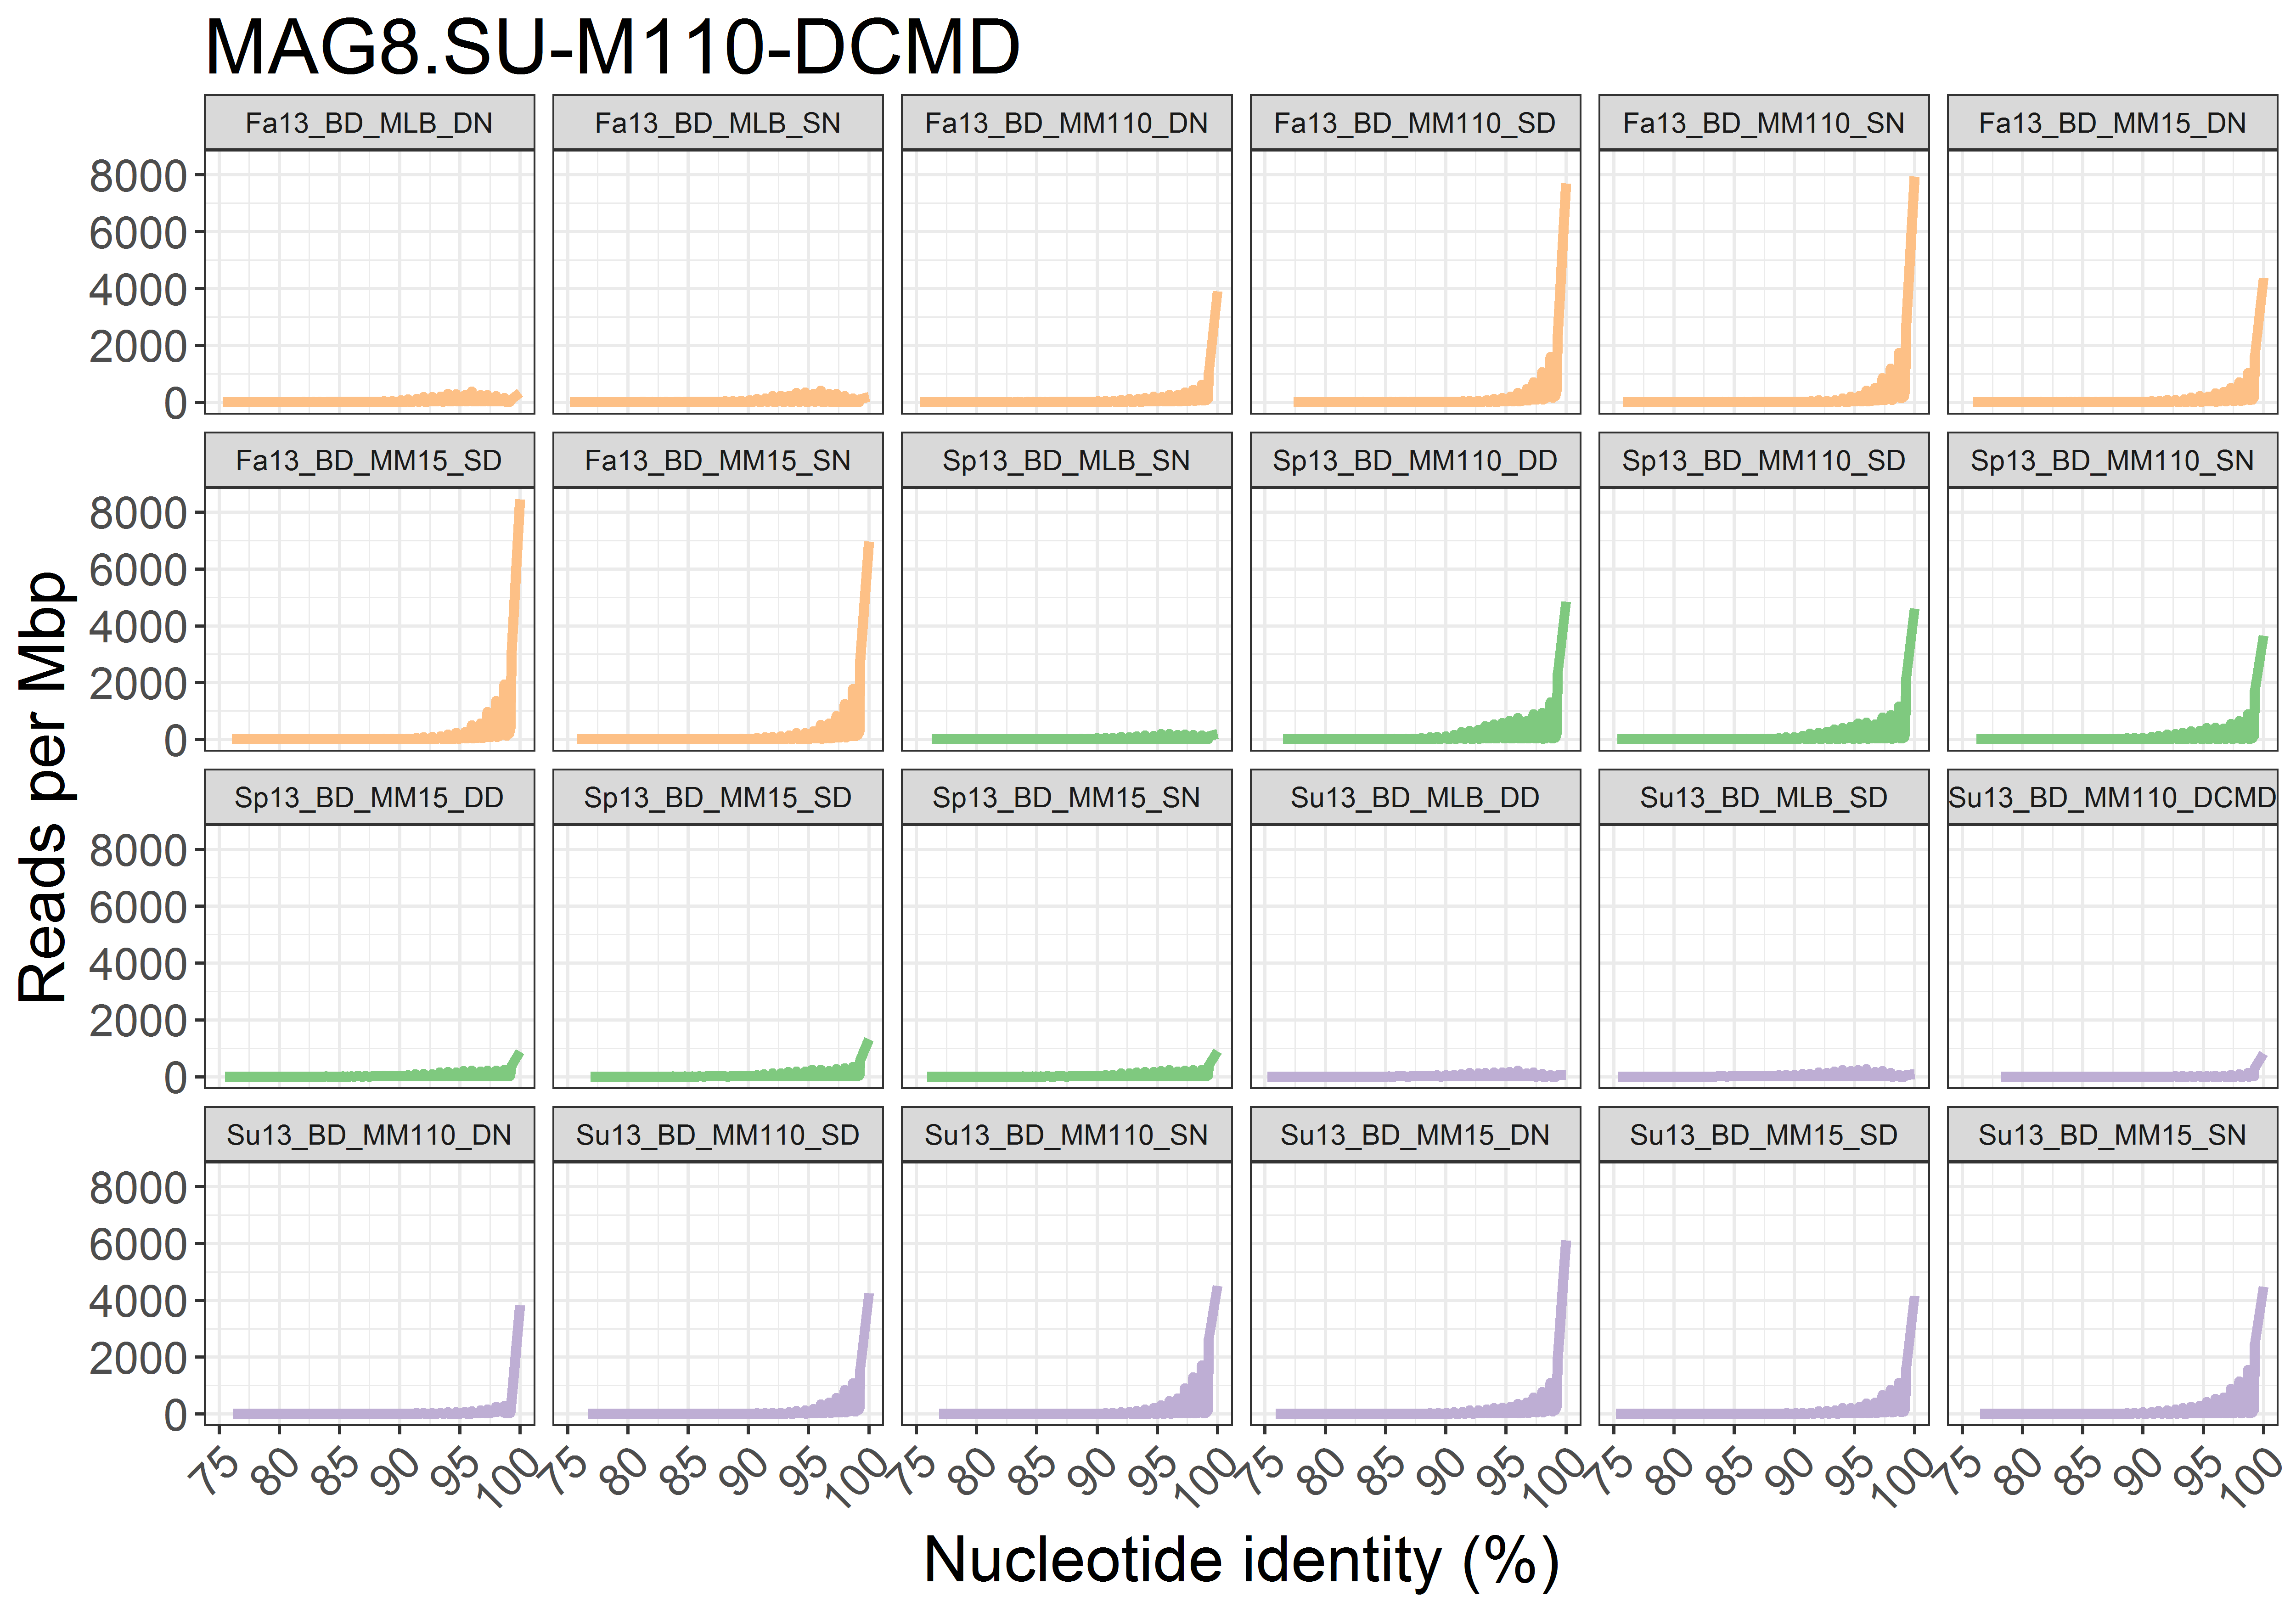 MAG8.SU-M110-DCMD
Fa13_BD_MLB_DN Fa13_BD_MLB_SN Fa13_BD_MM110_DN Fa13_BD_MM110_SD Fa13_BD_MM110_SN Fa13_BD_MM15_DN
8000
6000
4000
2000
0
Fa13_BD_MM15_SD Fa13_BD_MM15_SN Sp13_BD_MLB_SN Sp13_BD_MM110_DD Sp13_BD_MM110_SD Sp13_BD_MM110_SN
8000
6000
4000
2000
0
Reads per Mbp
Sp13_BD_MM15_DD Sp13_BD_MM15_SD Sp13_BD_MM15_SN Su13_BD_MLB_DD Su13_BD_MLB_SD Su13_BD_MM110_DCMD
8000
6000
4000
2000
0
Su13_BD_MM110_DN Su13_BD_MM110_SD Su13_BD_MM110_SN Su13_BD_MM15_DN Su13_BD_MM15_SD Su13_BD_MM15_SN
8000
6000
4000
2000
0
75 80 85 90 95 100 75 80 85 90 95 100 75 80 85 90 95 100 75 80 85 90 95 100 75 80 85 90 95 100 75 80 85 90 95 100
Nucleotide identity (%)